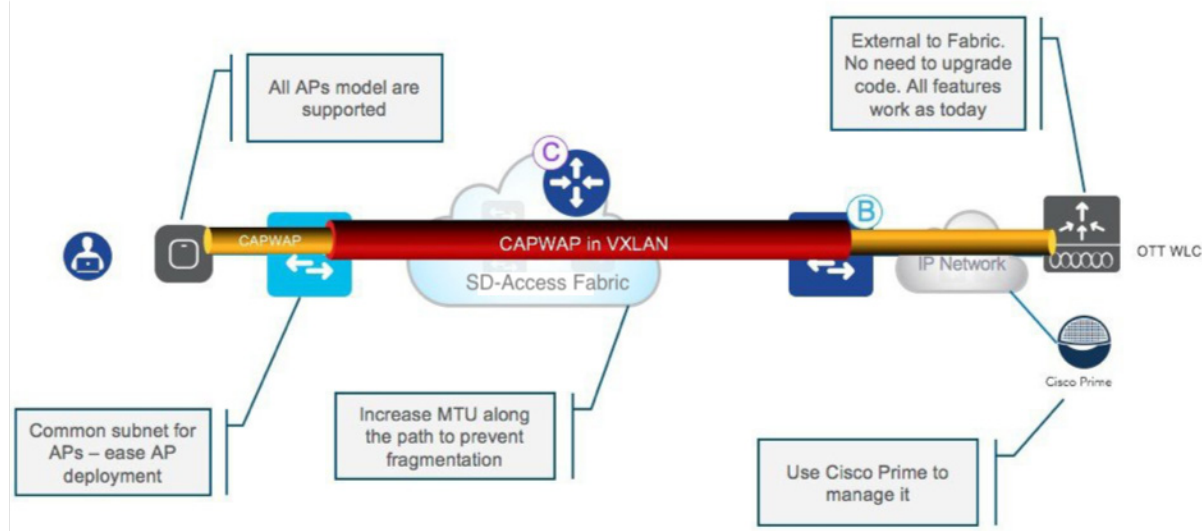 All APs model are
supported
External to Fabric.
No need to upgrade
code. All features
work as today
C
B
CAPWAP
CAPWAP in VXLAN
SD-Access Fabric
IP Network
OTT WLC
Cisco Prime
Common subnet for
APs – ease AP
deployment
Increase MTU along
the path to prevent
fragmentation
Use Cisco Prime to
manage it